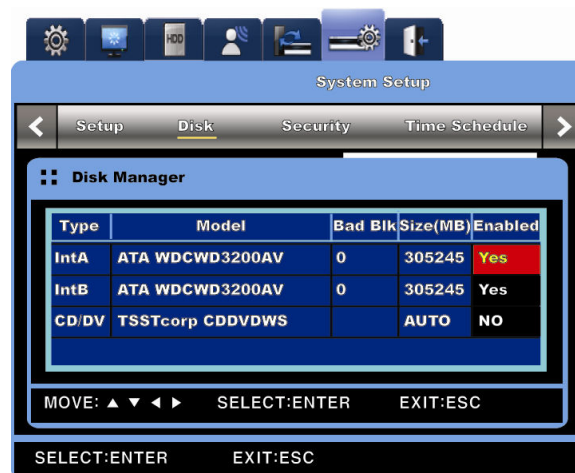 HDD
System Setup
Setup Disk Security Time Schedule
Disk Manager
Type Model Bad Blk Size(MB) Enabled
IntA ATA WDCWD3200AV 0 305245 Yes
IntB ATA WDCWD3200AV 0 305245 Yes
CD/DV TSSTcorp CDDVDWS AUTO NO
MOVE: ▲ ▼ ◀ ▶ SELECT:ENTER EXIT:ESC
SELECT:ENTER EXIT:ESC